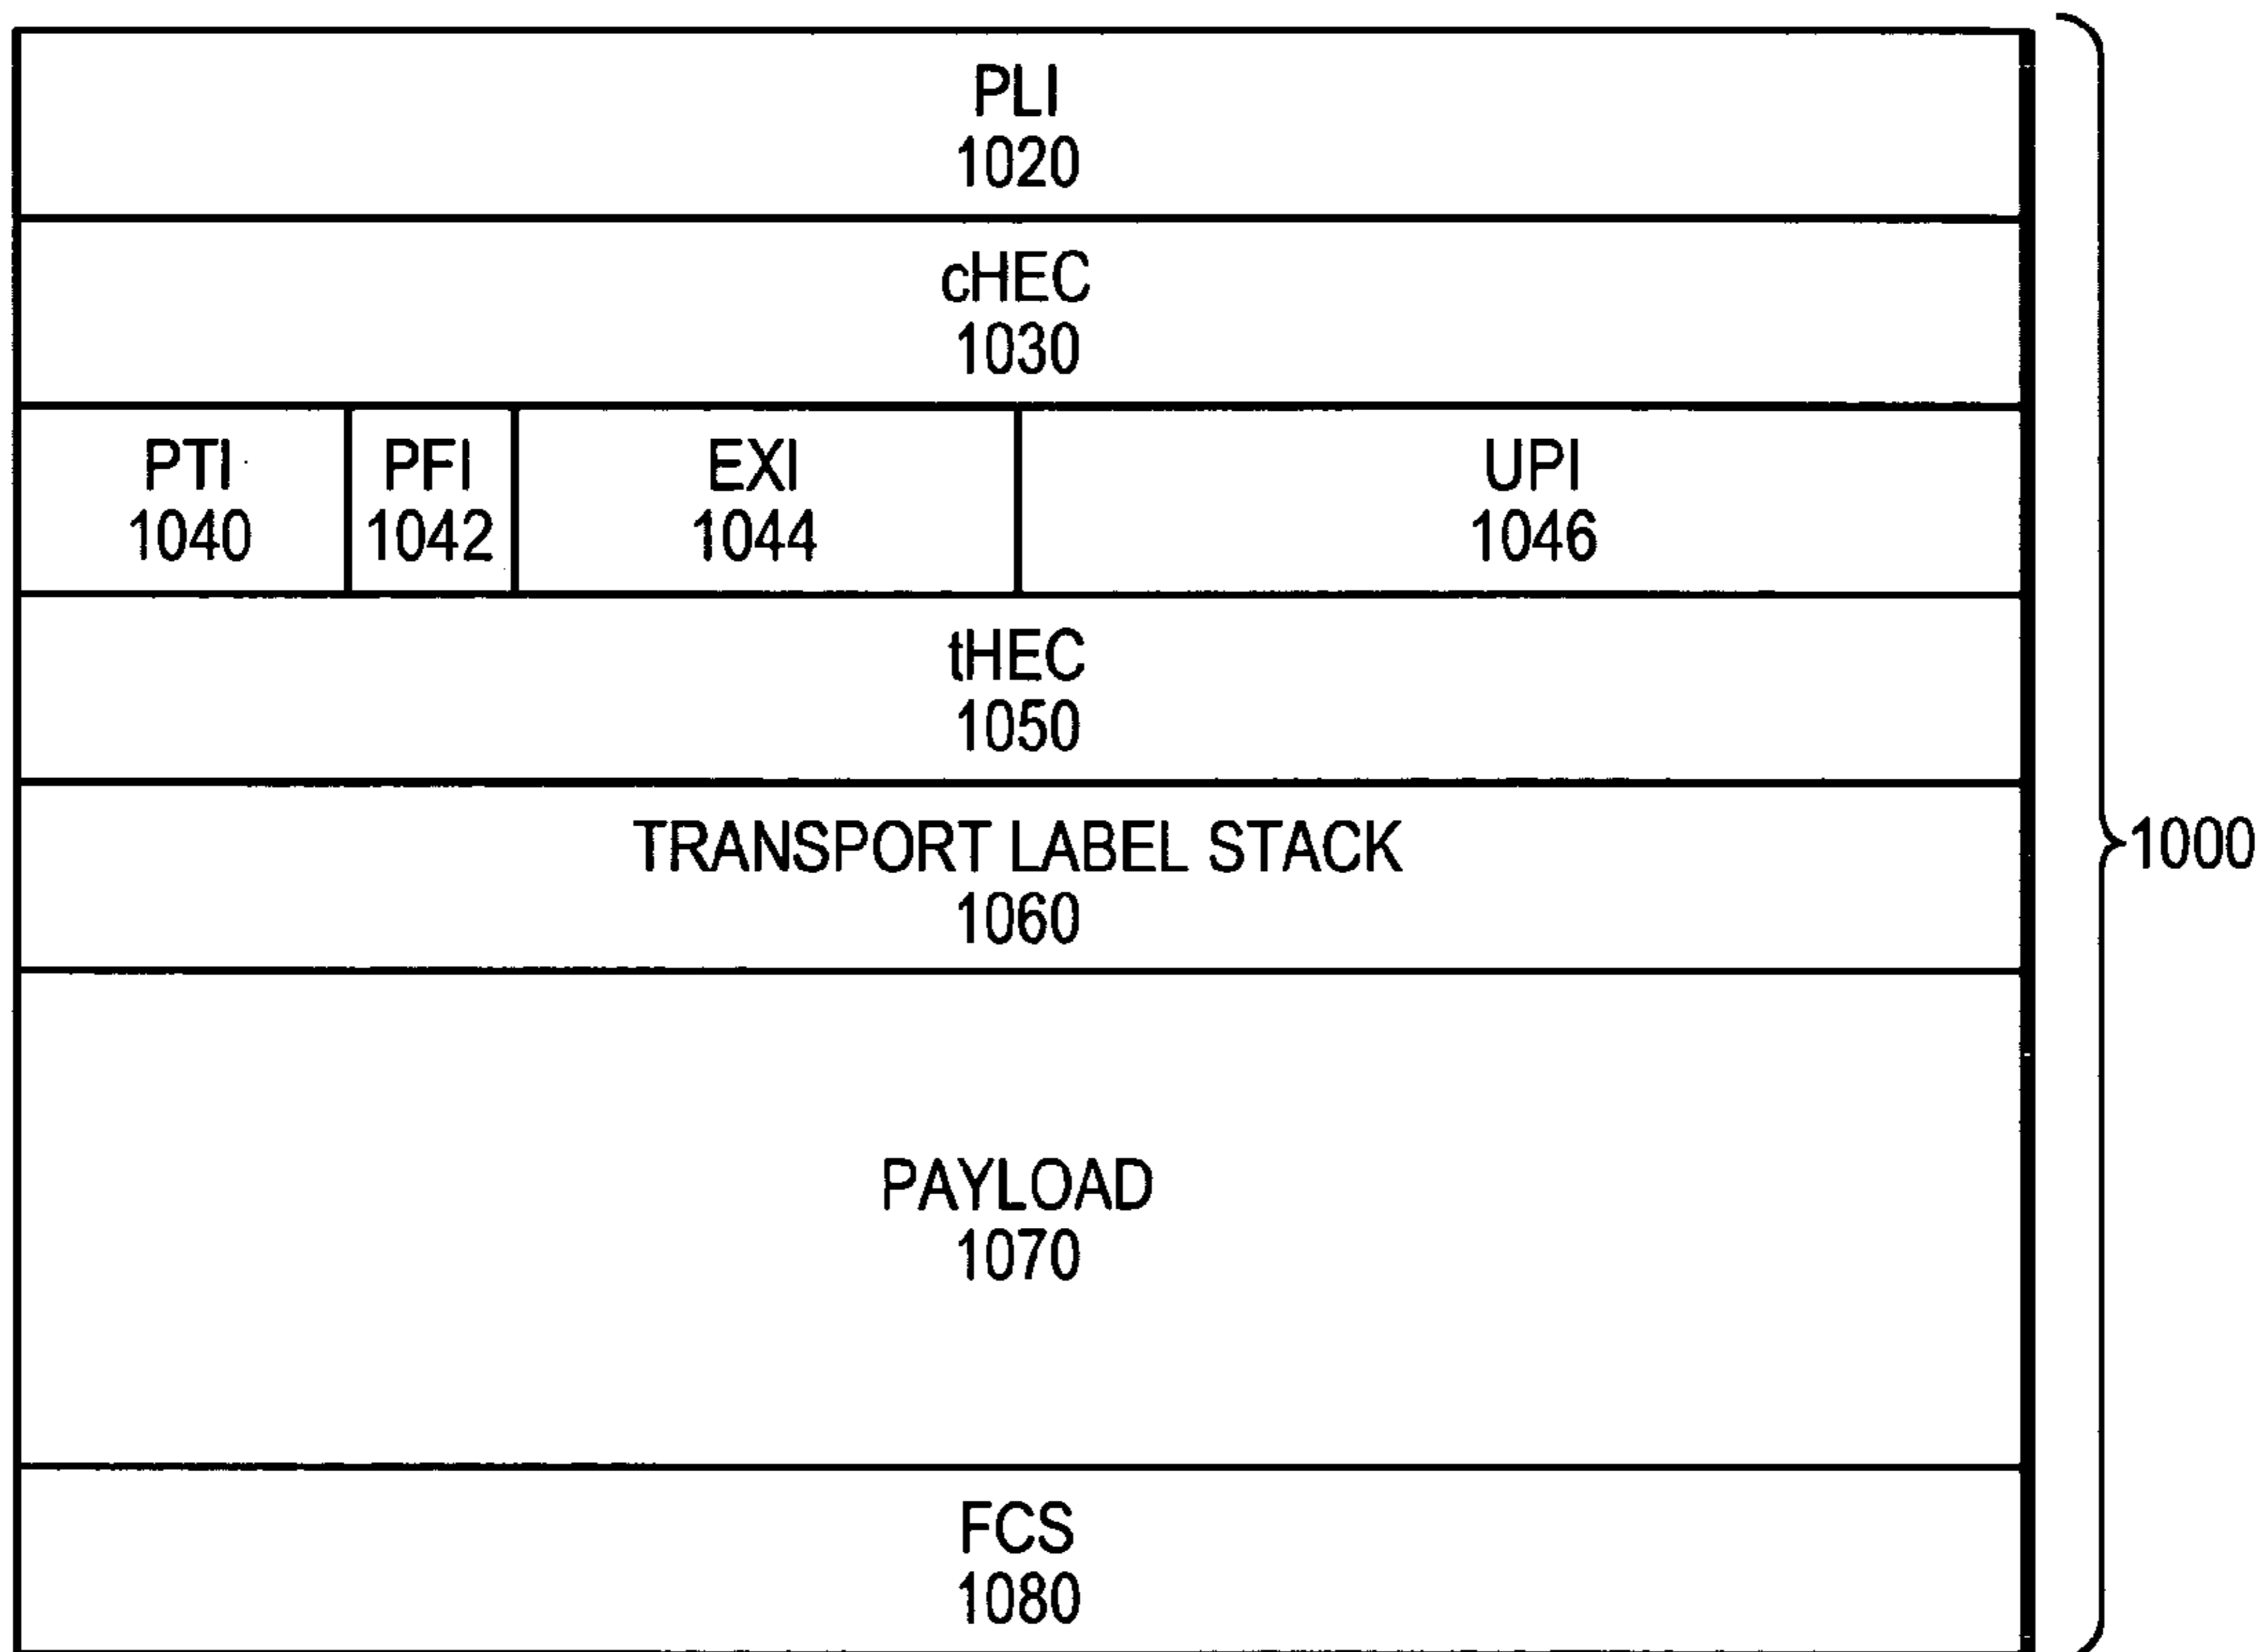 PLI
1020
cHEC
1030
PTI
1040
PFI
1042
EXI
1044
UPI
1046
tHEC
1050
TRANSPORT LABEL STACK
1060
1000
PAYLOAD
1070
FCS
1080